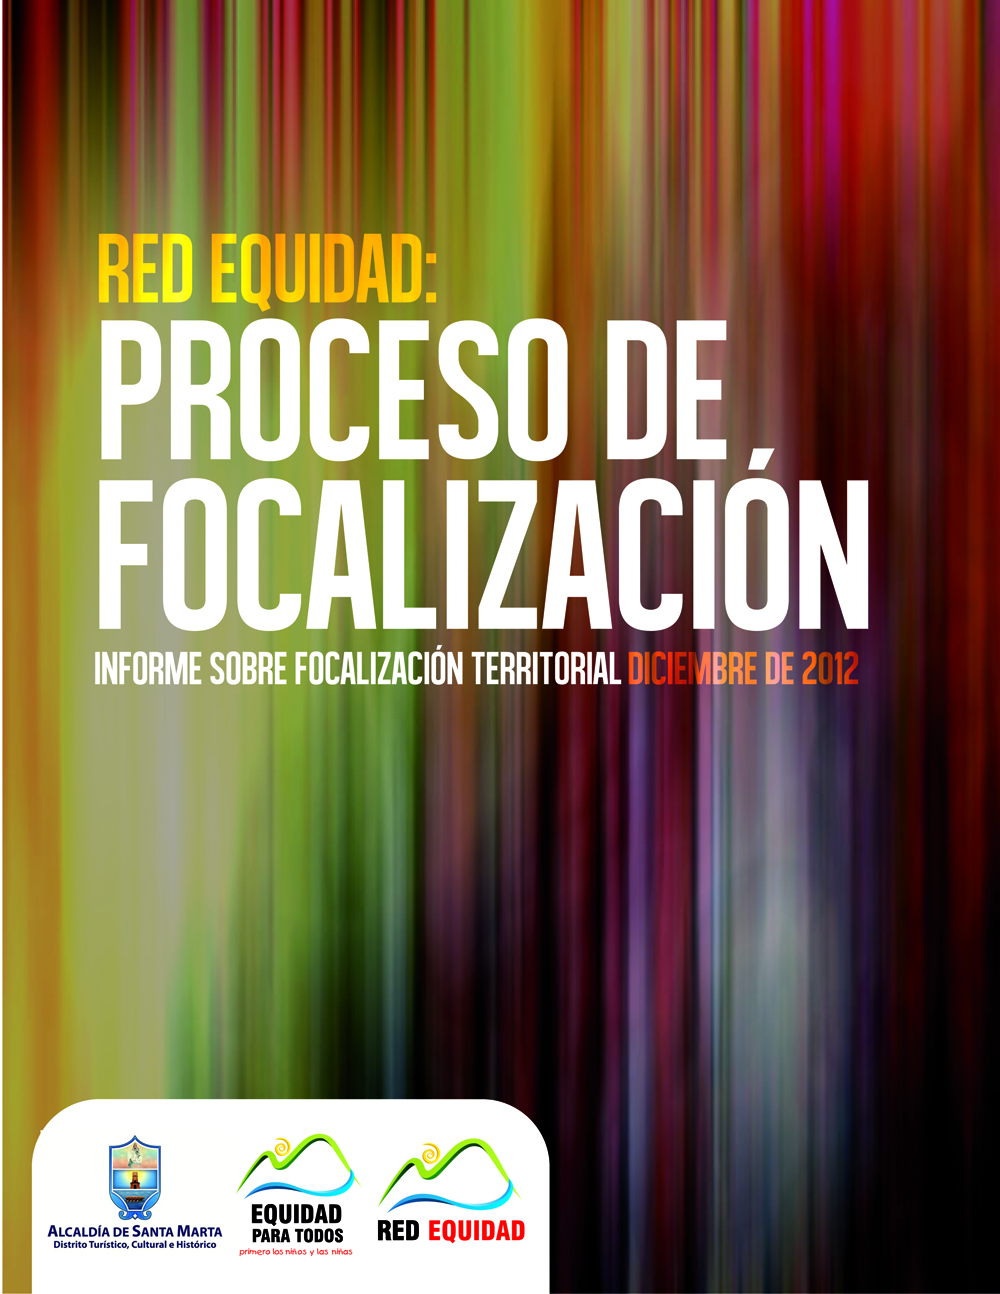 RED EQUIDAD:
PROCESO DE
FOCALIZACIÓN
INFORME SOBRE FOCALIZACIÓN TERRITORIAL DICIEMBRE DE 2012
ALCALDÍA DE SANTA MARTA
Distrito Turístico, Cultural e Histórico
EQUIDAD
PARA TODOS
primero los niños y las niñas
RED EQUIDAD